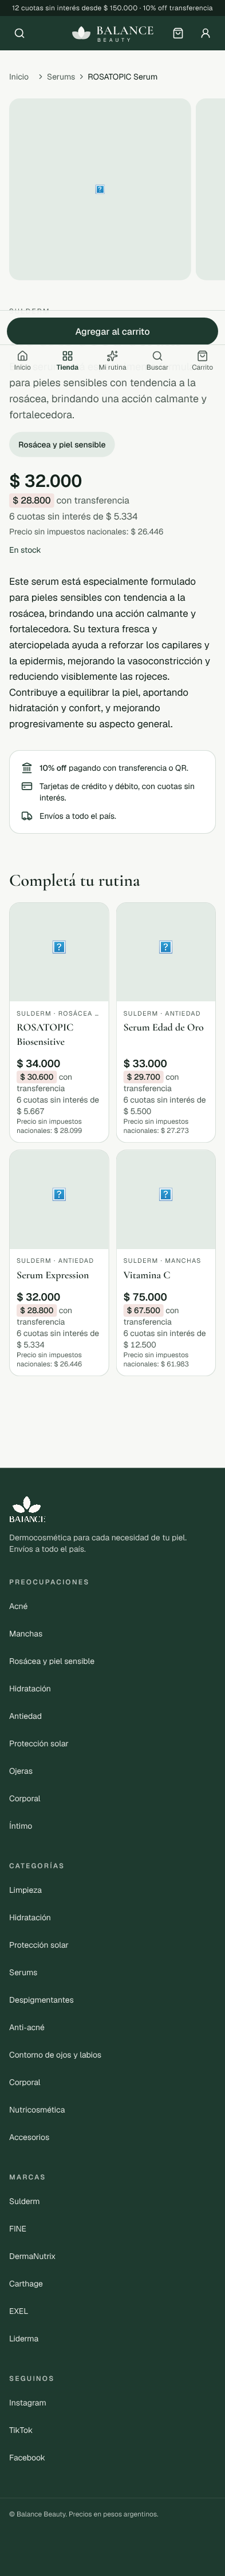 12 cuotas sin interés desde $ 150.000 · 10% off transferencia
BALANCE
BEAUTY
Inicio > Serums > ROSATOPIC Serum
Agregar al carrito
Inicio Tienda Mi rutina Buscar Carrito
para pieles sensibles con tendencia a la
rosácea, brindando una acción calmante y
fortalecedora.
Rosácea y piel sensible
$ 32.000
$ 28.800 con transferencia
6 cuotas sin interés de $ 5.334
Precio sin impuestos nacionales: $ 26.446
En stock
Este serum está especialmente formulado
para pieles sensibles con tendencia a la
rosácea, brindando una acción calmante y
fortalecedora. Su textura fresca y
aterciopelada ayuda a reforzar los capilares y
la epidermis, mejorando la vasoconstricción y
reduciendo visiblemente las rojeces.
Contribuye a equilibrar la piel, aportando
hidratación y confort, y mejorando
progresivamente su aspecto general.
10% off pagando con transferencia o QR.
Tarjetas de crédito y débito, con cuotas sin
interés.
Envíos a todo el país.
Completá tu rutina
SULDERM · ROSÁCEA …
ROSATOPIC
Biosensitive
$ 34.000
$ 30.600 con
transferencia
6 cuotas sin interés de
$ 5.667
Precio sin impuestos
nacionales: $ 28.099
SULDERM · ANTIEDAD
Serum Edad de Oro
$ 33.000
$ 29.700 con
transferencia
6 cuotas sin interés de
$ 5.500
Precio sin impuestos
nacionales: $ 27.273
SULDERM · ANTIEDAD
Serum Expression
$ 32.000
$ 28.800 con
transferencia
6 cuotas sin interés de
$ 5.334
Precio sin impuestos
nacionales: $ 26.446
SULDERM · MANCHAS
Vitamina C
$ 75.000
$ 67.500 con
transferencia
6 cuotas sin interés de
$ 12.500
Precio sin impuestos
nacionales: $ 61.983
BALANCE
Dermocosmética para cada necesidad de tu piel.
Envíos a todo el país.
PREOCUPACIONES
Acné
Manchas
Rosácea y piel sensible
Hidratación
Antiedad
Protección solar
Ojeras
Corporal
Íntimo
CATEGORÍAS
Limpieza
Hidratación
Protección solar
Serums
Despigmentantes
Anti-acné
Contorno de ojos y labios
Corporal
Nutricosmética
Accesorios
MARCAS
Sulderm
FINE
DermaNutrix
Carthage
EXEL
Liderma
SEGUINOS
Instagram
TikTok
Facebook
© Balance Beauty. Precios en pesos argentinos.